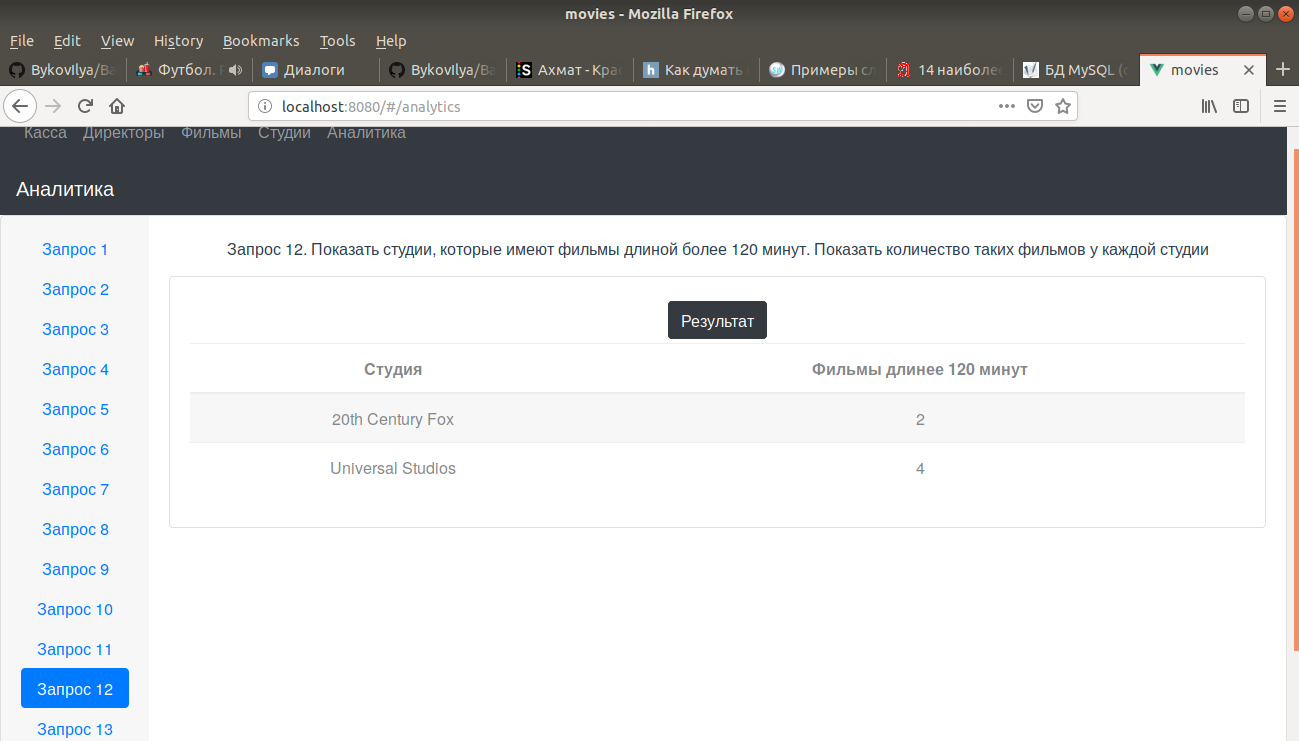 movies - Mozilla Firefox
File Edit View History Bookmarks Tools Help
BykovIlya/Ba Футбол. Диалоги BykovIlya/Ba Ахмат - Крас Как думать Примеры сл 14 наиболее БД MySQL (с movies
localhost:8080/#/analytics
Касса Директоры Фильмы Студии Аналитика
Аналитика
Запрос 1
Запрос 2
Запрос 3
Запрос 4
Запрос 5
Запрос 6
Запрос 7
Запрос 8
Запрос 9
Запрос 10
Запрос 11
Запрос 12
Запрос 13
Запрос 12. Показать студии, которые имеют фильмы длиной более 120 минут. Показать количество таких фильмов у каждой студии
Результат
Студия Фильмы длинее 120 минут
20th Century Fox 2
Universal Studios 4